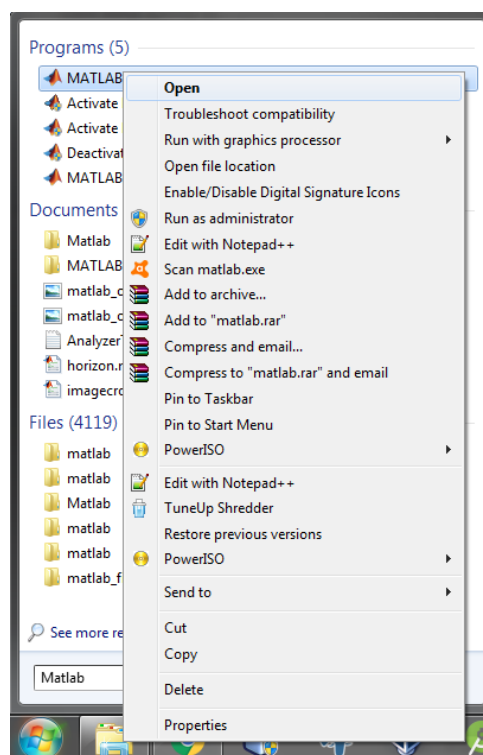 Programs (5)
MATLAB
Activate
Activate
Deactivat
MATLAB
Documents
Matlab
MATLAB
matlab_c
matlab_c
Analyzer
horizon.r
imagecro
Files (4119)
matlab
matlab
Matlab
matlab
matlab
matlab_f
See more re
Matlab
Open
Troubleshoot compatibility
Run with graphics processor
Open file location
Enable/Disable Digital Signature Icons
Run as administrator
Edit with Notepad++
Scan matlab.exe
Add to archive...
Add to "matlab.rar"
Compress and email...
Compress to "matlab.rar" and email
Pin to Taskbar
Pin to Start Menu
PowerISO
Edit with Notepad++
TuneUp Shredder
Restore previous versions
PowerISO
Send to
Cut
Copy
Delete
Properties